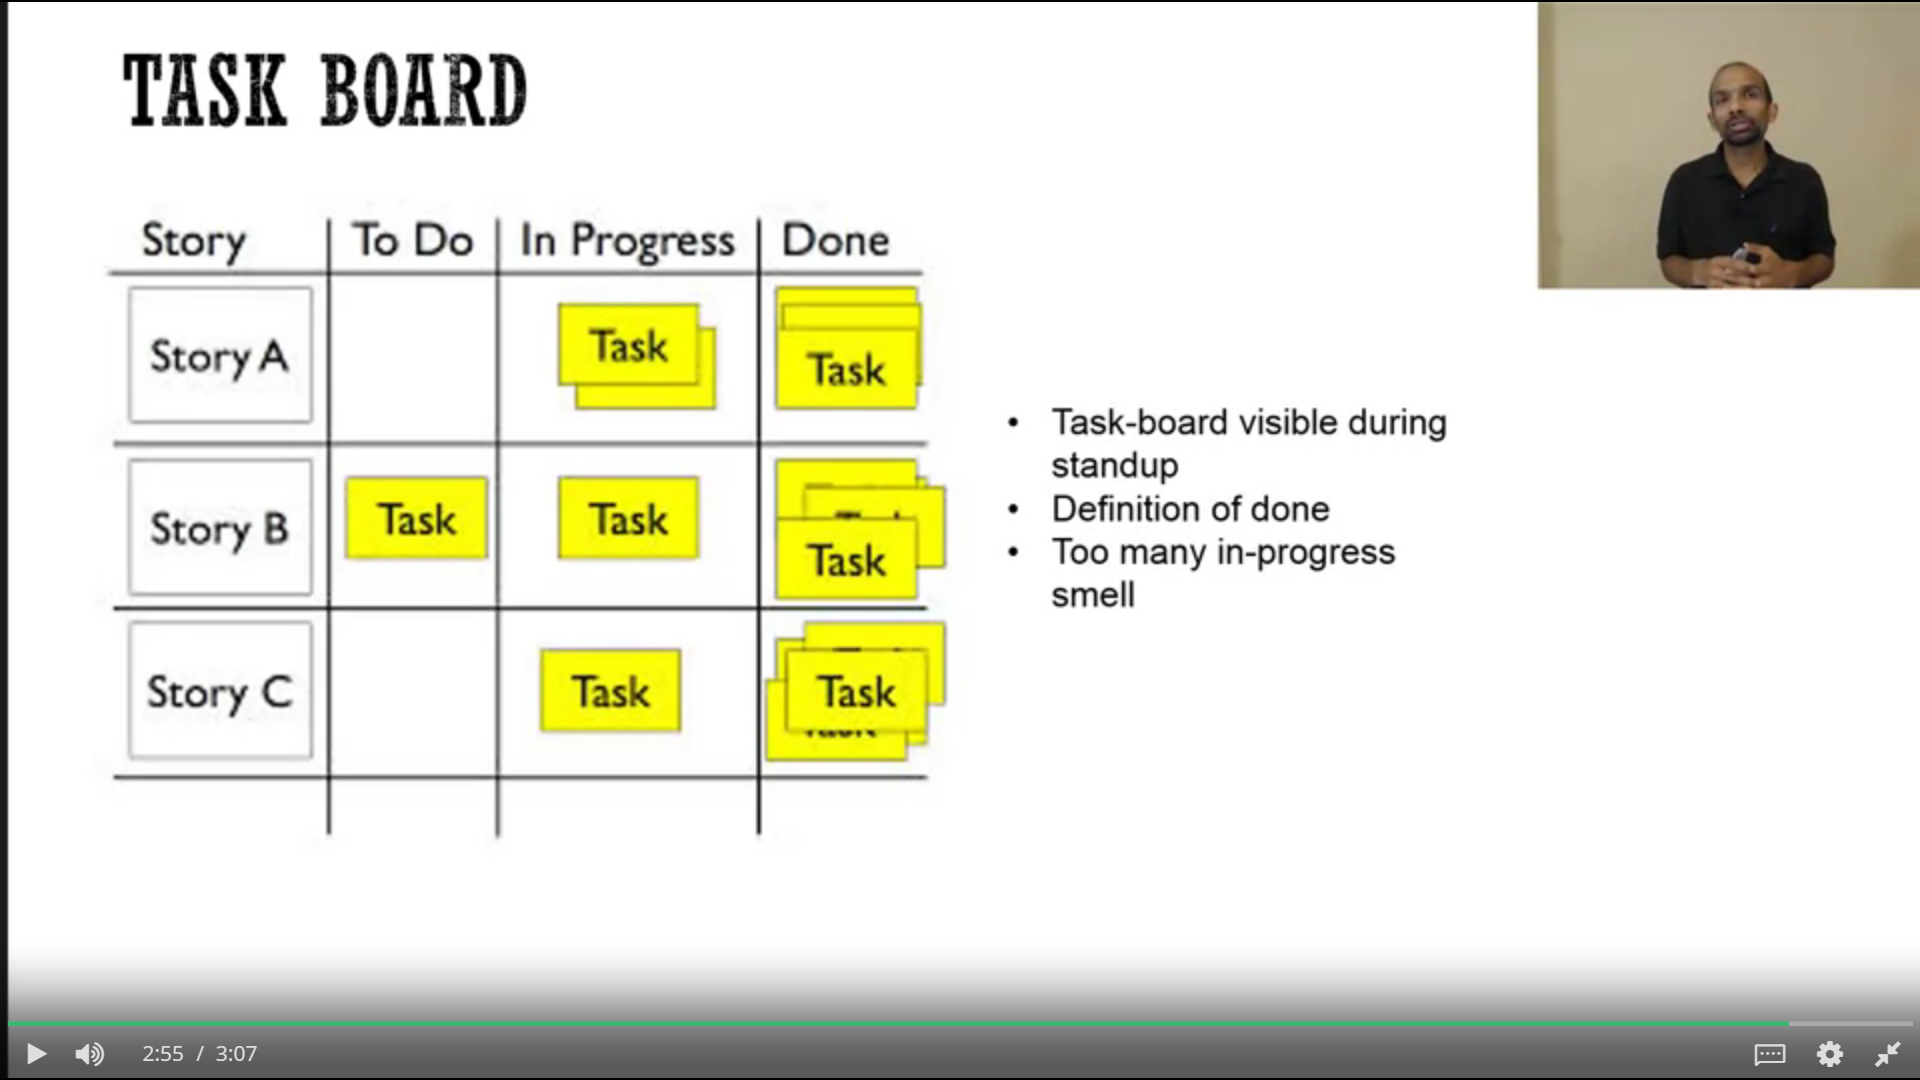 TASK BOARD
Story To Do In Progress Done
Story A Task Task
Story B Task Task Task
Story C Task Task
• Task-board visible during
standup
• Definition of done
• Too many in-progress
smell
2:55 / 3:07